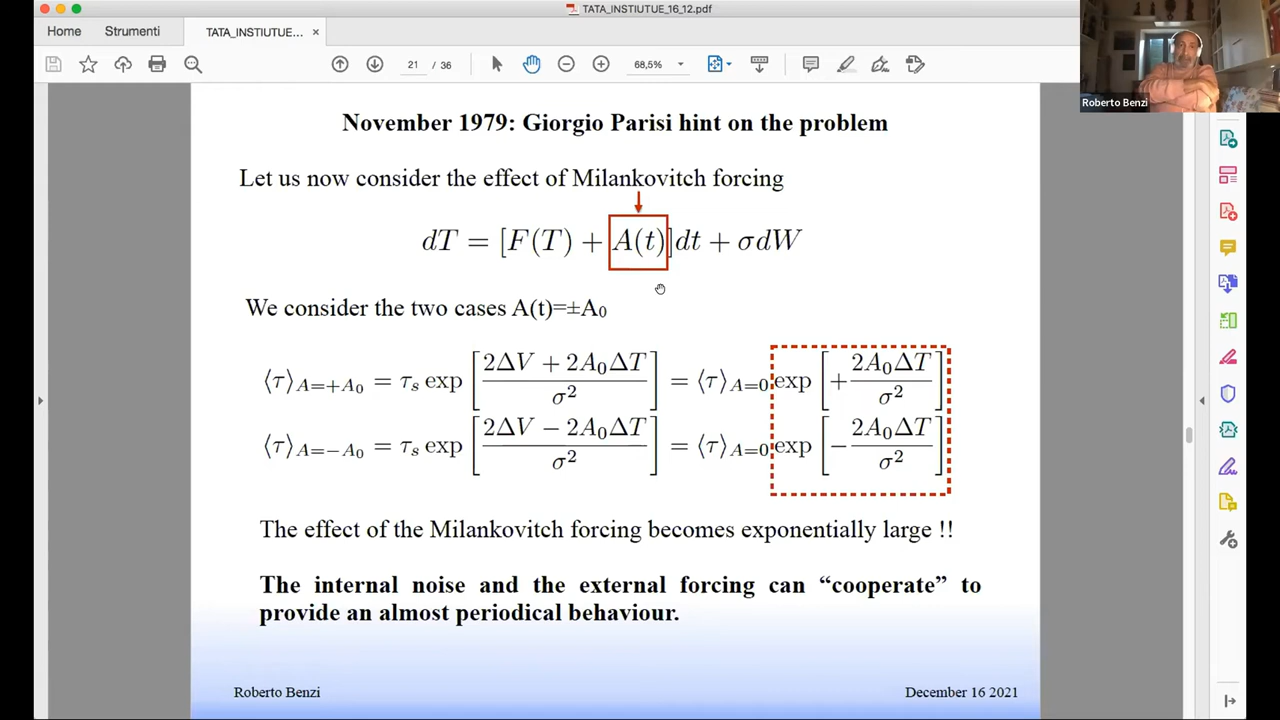 TATA_INSTIUTUE_16_12.pdf
Home Strumenti TATA_INSTIUTUE... ×
21 / 36 68,5%
Roberto Benzi
November 1979: Giorgio Parisi hint on the problem
Let us now consider the effect of Milankovitch forcing
dT = [F(T) + A(t)]dt + σdW
We consider the two cases A(t)=±A₀
⟨τ⟩_{A=+A₀} = τ_s exp [ (2ΔV + 2A₀ΔT) / σ² ] = ⟨τ⟩_{A=0} exp [ + 2A₀ΔT / σ² ]
⟨τ⟩_{A=−A₀} = τ_s exp [ (2ΔV − 2A₀ΔT) / σ² ] = ⟨τ⟩_{A=0} exp [ − 2A₀ΔT / σ² ]
The effect of the Milankovitch forcing becomes exponentially large !!
The internal noise and the external forcing can “cooperate” to
provide an almost periodical behaviour.
Roberto Benzi December 16 2021